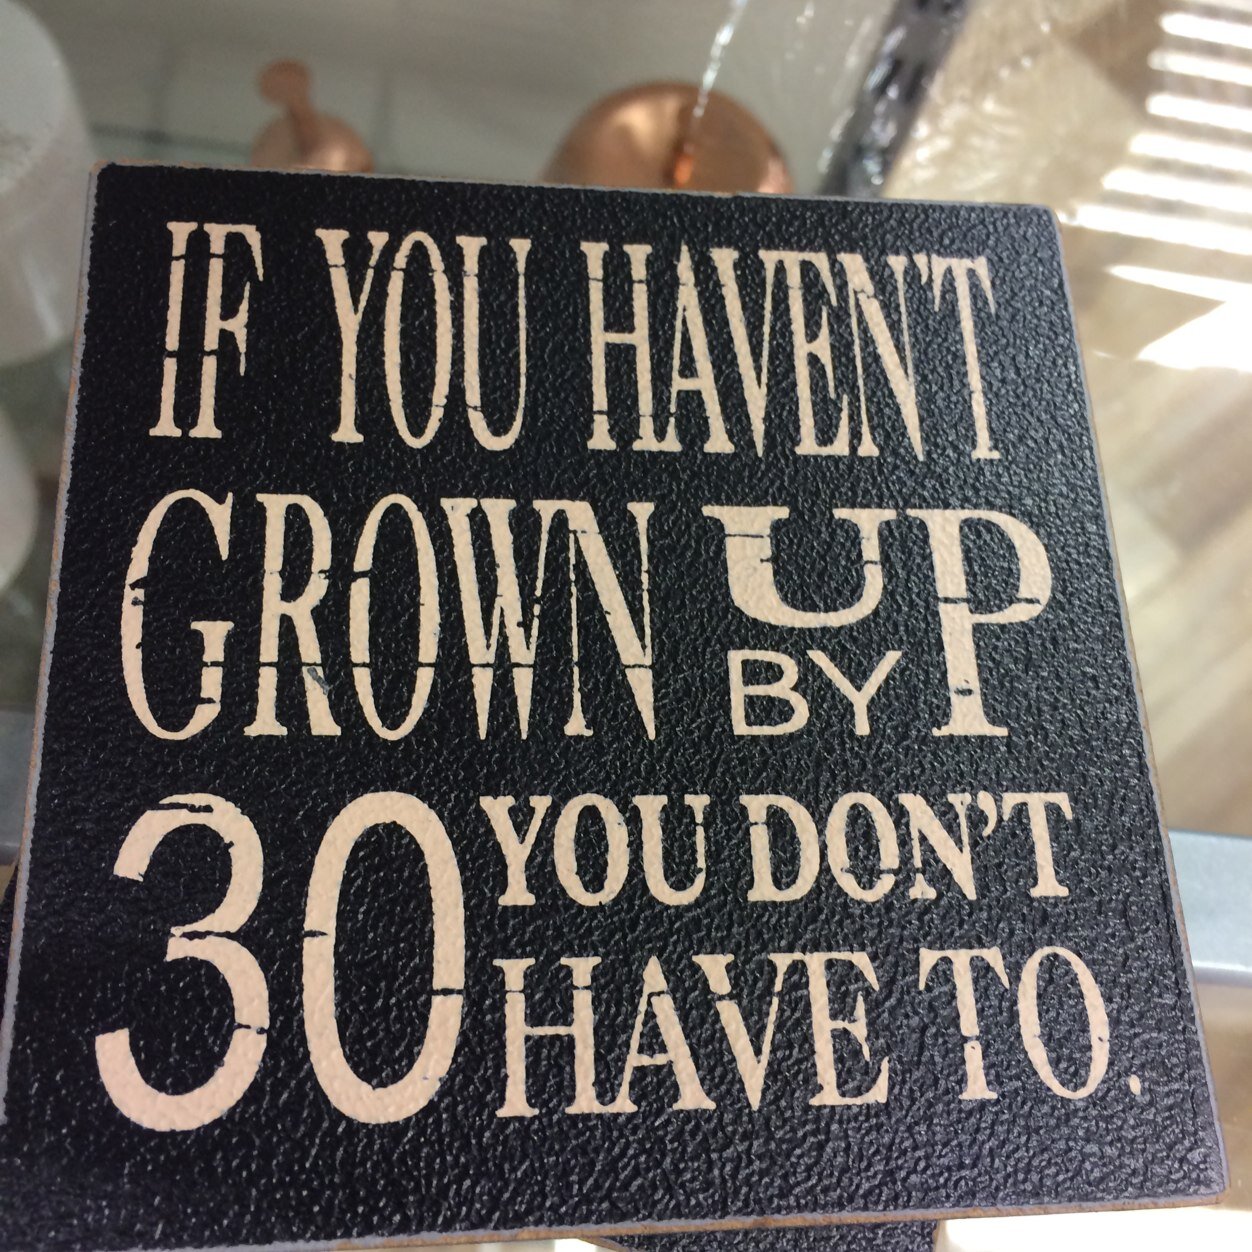 IF YOU HAVEN'T
GROWN UP
BY
30 YOU DON'T
HAVE TO.